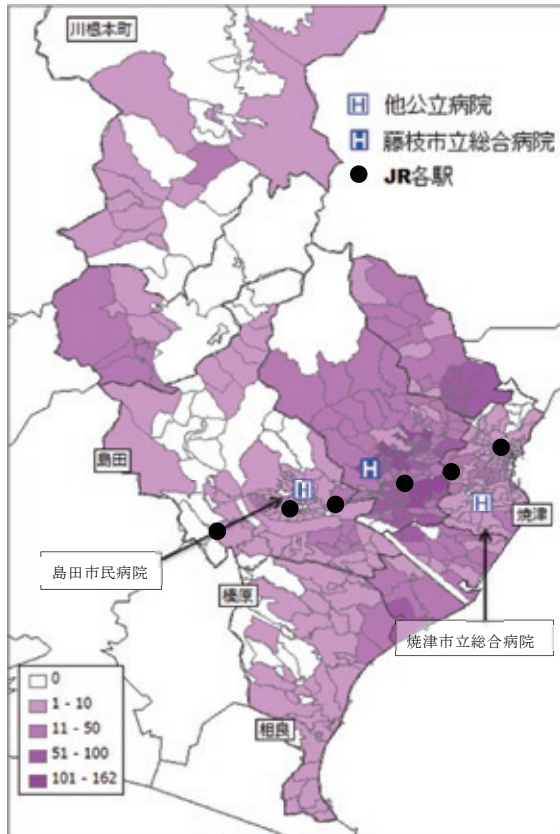 川根本町
H 他公立病院
H 藤枝市立総合病院
JR各駅
島田
H
H
H
焼津
島田市民病院
榛原
焼津市立総合病院
相良
0
1 - 10
11 - 50
51 - 100
101 - 162